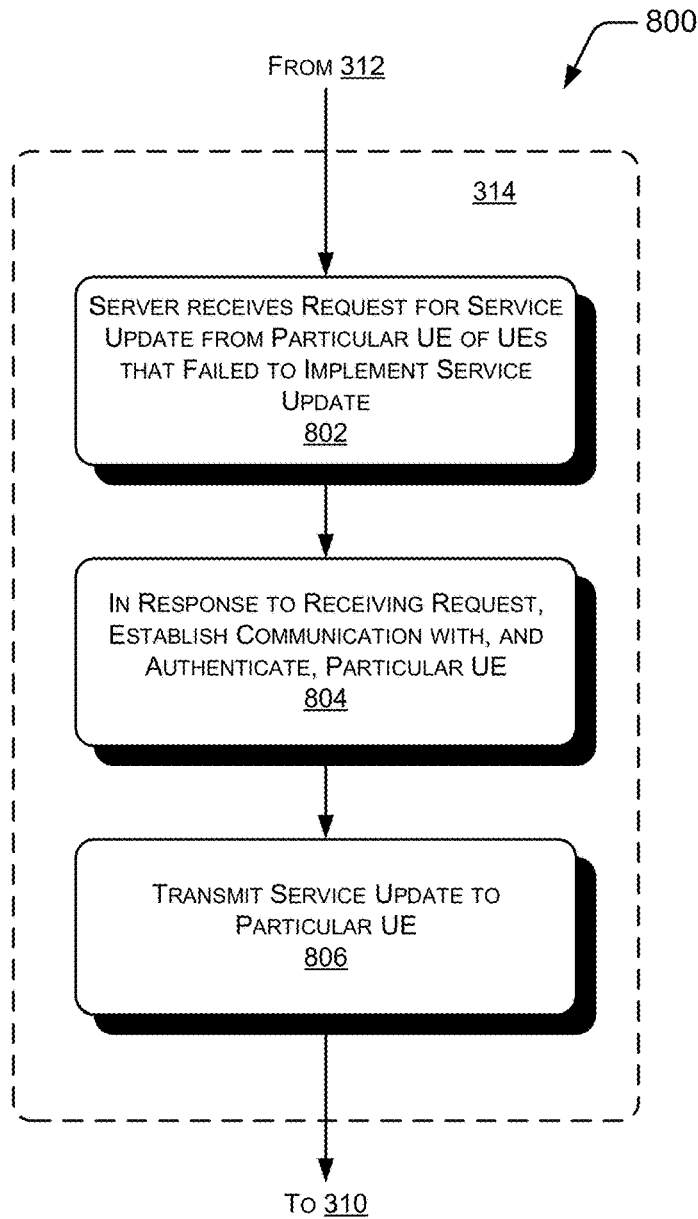 800
FROM 312
314
SERVER RECEIVES REQUEST FOR SERVICE
UPDATE FROM PARTICULAR UE OF UES
THAT FAILED TO IMPLEMENT SERVICE
UPDATE
802
IN RESPONSE TO RECEIVING REQUEST,
ESTABLISH COMMUNICATION WITH, AND
AUTHENTICATE, PARTICULAR UE
804
TRANSMIT SERVICE UPDATE TO
PARTICULAR UE
806
TO 310